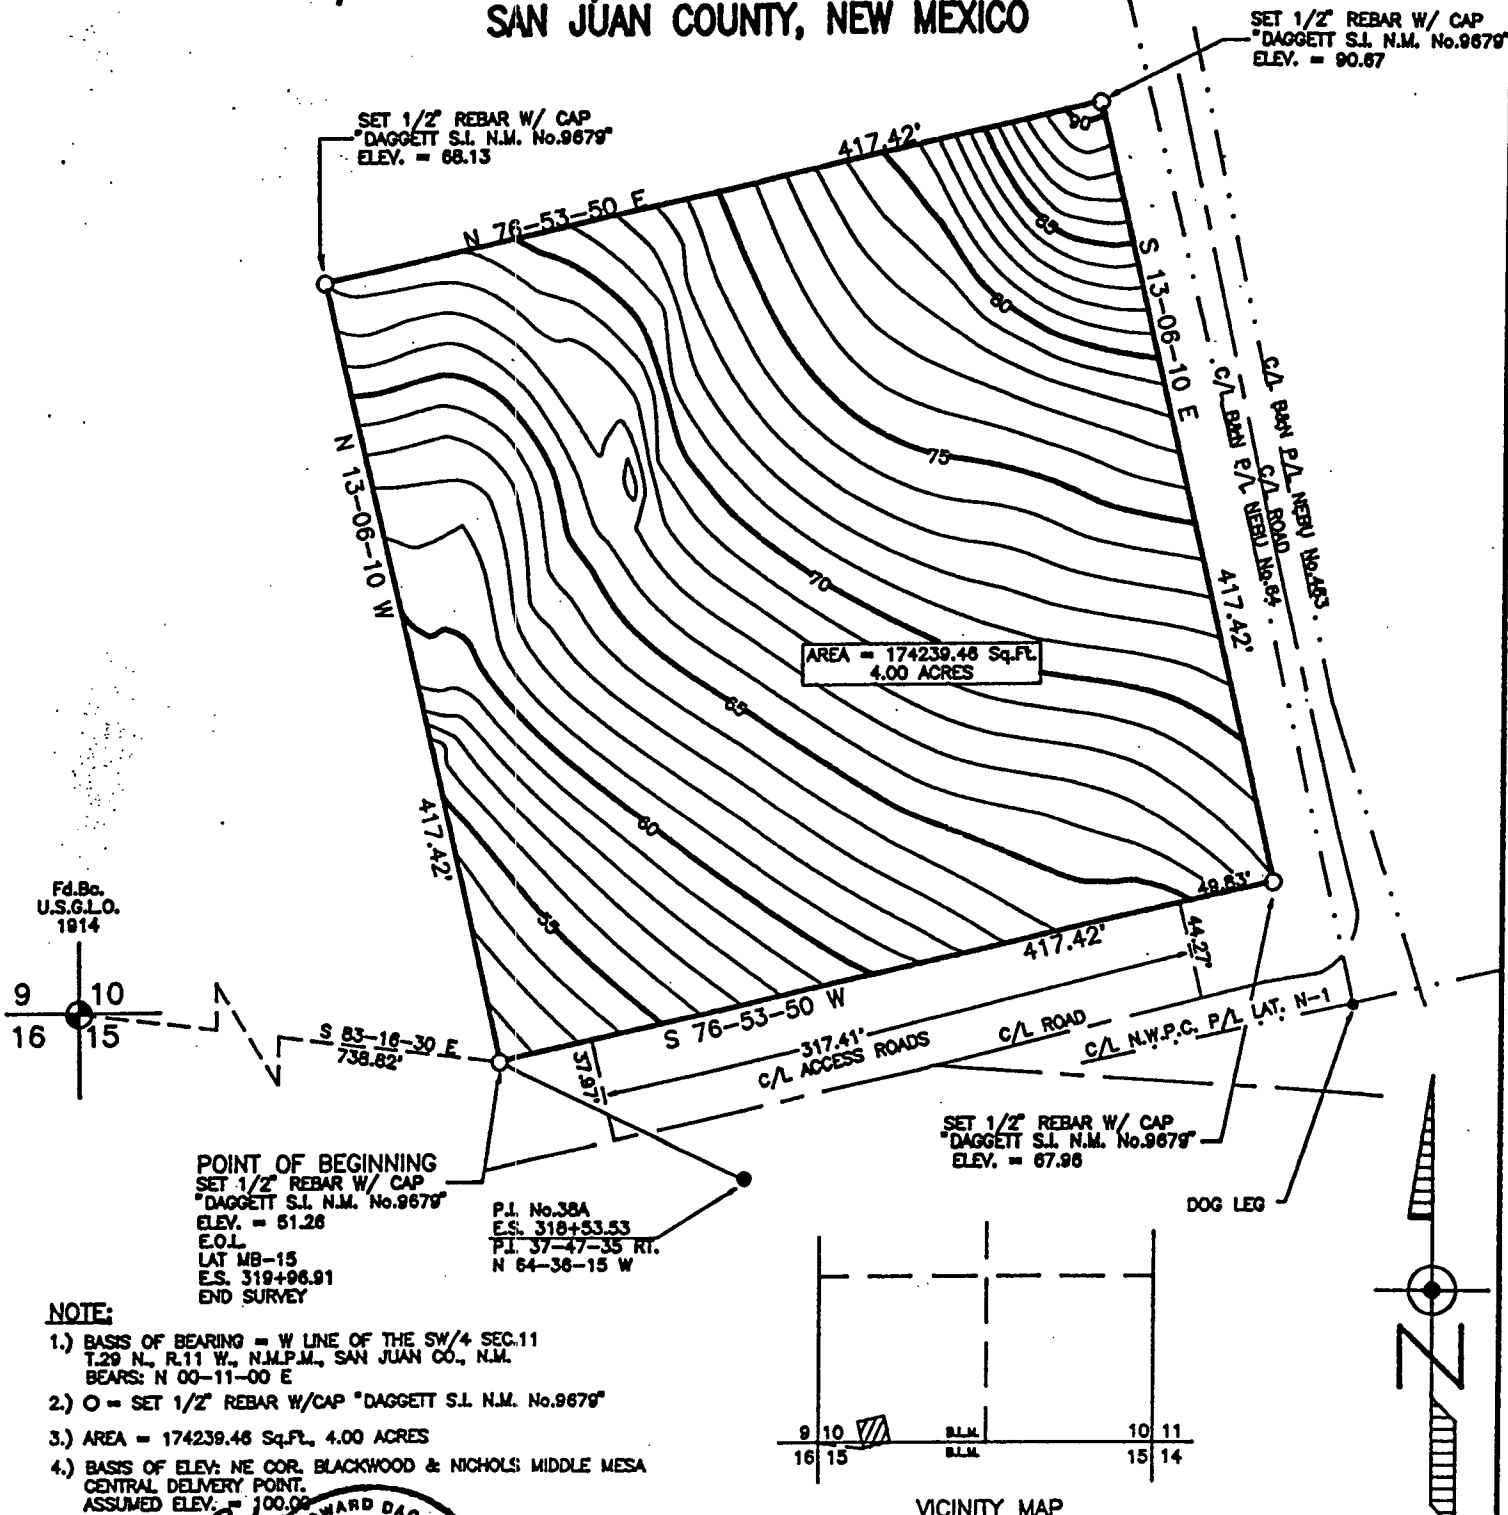 SAN JUAN COUNTY, NEW MEXICO
SET 1/2" REBAR W/ CAP
"DAGGETT S.I. N.M. No.9679"
ELEV. = 90.67
SET 1/2" REBAR W/ CAP
"DAGGETT S.I. N.M. No.9679"
ELEV. = 68.13
417.42'
N 76-53-50 E
90
85
80
75
70
65
60
55
S 13-06-10 E
417.42'
C/L B&N P/L NEBU No.64
C/L ROAD
C/L B&N P/L NEBU No.453
N 13-06-10 W
417.42'
AREA = 174239.46 Sq.Ft.
4.00 ACRES
Fd.Bc.
U.S.G.L.O.
1914
9 10
16 15
S 83-16-30 E
738.82'
49.63'
44.27'
417.42'
S 76-53-50 W
37.97'
317.41'
C/L ACCESS ROADS
C/L ROAD
C/L N.W.P.C. P/L LAT. N-1
SET 1/2" REBAR W/ CAP
"DAGGETT S.I. N.M. No.9679"
ELEV. = 67.96
DOG LEG
POINT OF BEGINNING
SET 1/2" REBAR W/ CAP
"DAGGETT S.I. N.M. No.9679"
ELEV. = 51.26
E.O.L.
LAT MB-15
E.S. 319+96.91
END SURVEY
P.I. No.38A
E.S. 318+53.53
P.I. 37-47-35 RT.
N 64-36-15 W
NOTE:
1.) BASIS OF BEARING = W LINE OF THE SW/4 SEC.11
T.29 N., R.11 W., N.M.P.M., SAN JUAN CO., N.M.
BEARS: N 00-11-00 E
2.) O = SET 1/2" REBAR W/CAP "DAGGETT S.I. N.M. No.9679"
3.) AREA = 174239.46 Sq.Ft., 4.00 ACRES
4.) BASIS OF ELEV: NE COR. BLACKWOOD & NICHOLS MIDDLE MESA
CENTRAL DELIVERY POINT.
ASSUMED ELEV. = 100.00
9 10
16 15
B.L.M.
B.L.M.
10 11
15 14
VICINITY MAP
N